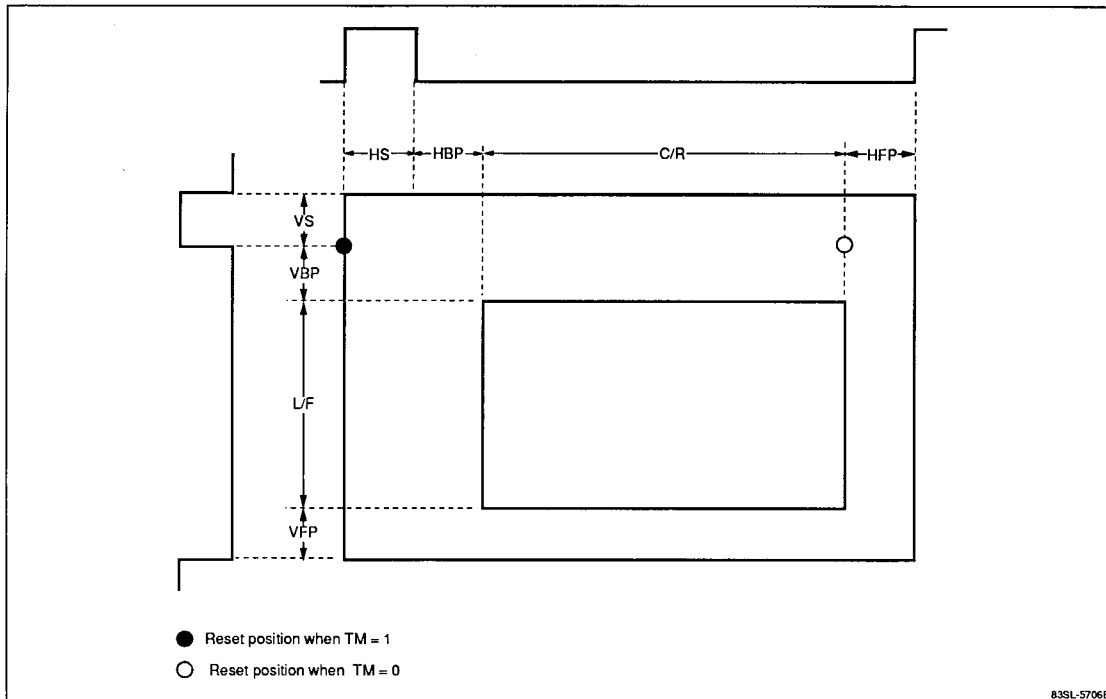 HS HBP C/R HFP
VS
VBP
L/F
VFP
Reset position when TM = 1
Reset position when TM = 0